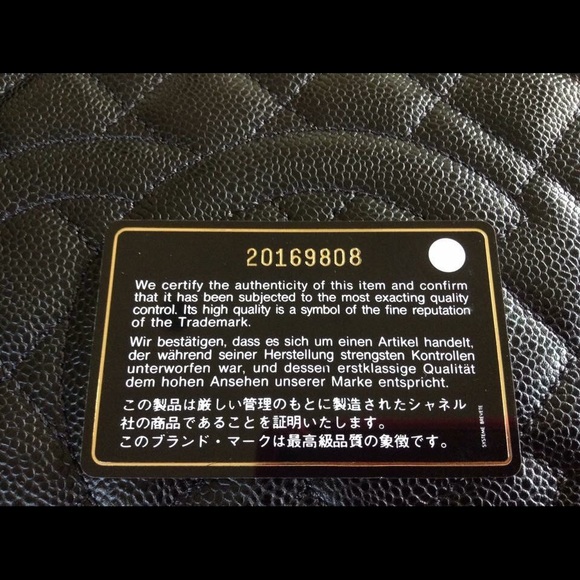 20169808
We certify the authenticity of this item and confirm
that it has been subjected to the most exacting quality
control. Its high quality is a symbol of the fine reputation
of the Trademark.
Wir bestätigen, dass es sich um einen Artikel handelt,
der während seiner Herstellung strengsten Kontrollen
unterworfen war, und dessen erstklassige Qualität
dem hohen Ansehen unserer Marke entspricht.
この製品は厳しい管理のもとに製造されたシャネル
社の商品であることを証明いたします。
このブランド・マークは最高級品質の象徴です。
SYSTEME BREVETE